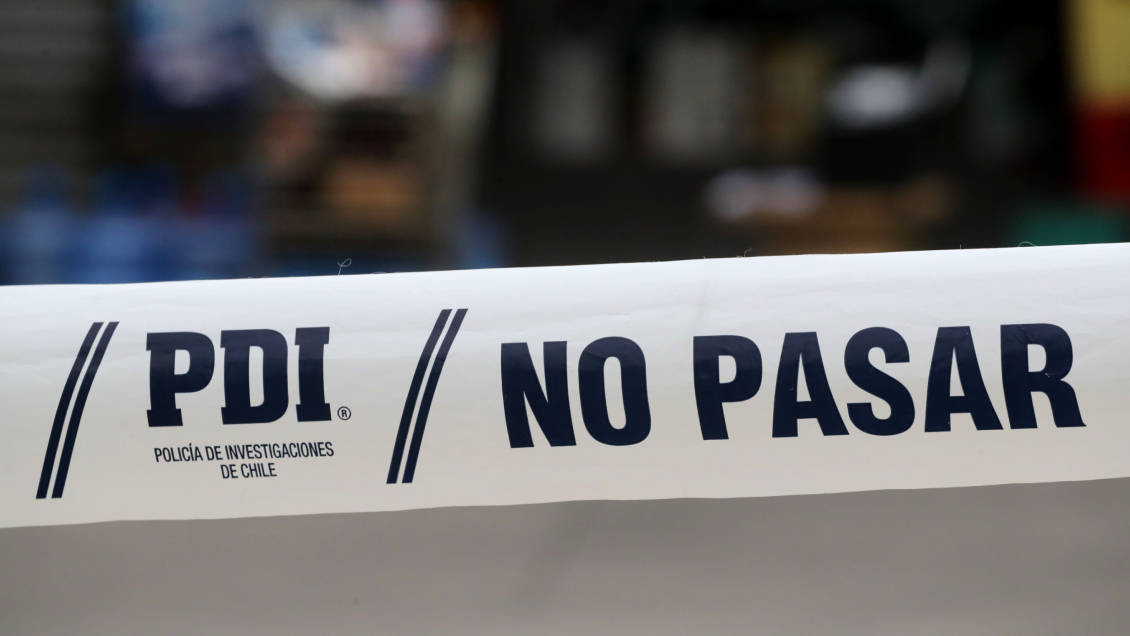 // PDI® // NO PASAR
POLICÍA DE INVESTIGACIONES
DE CHILE